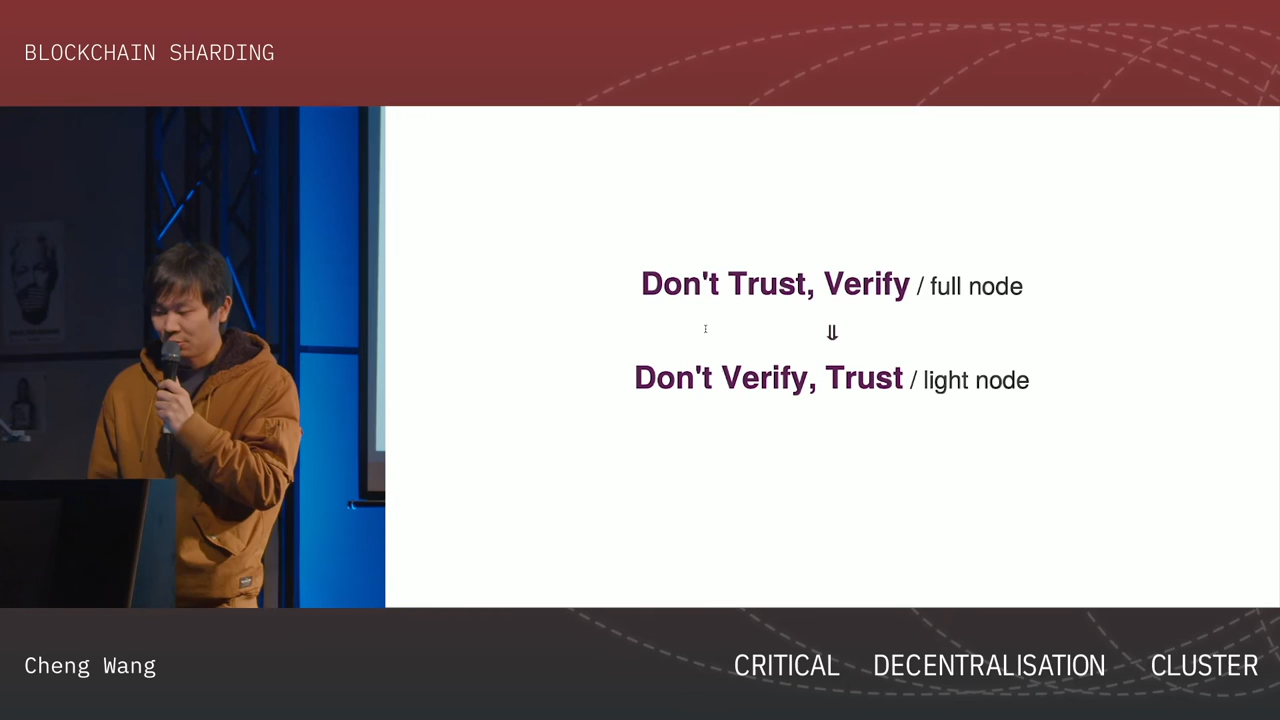 BLOCKCHAIN SHARDING
Don't Trust, Verify / full node
⇓
Don't Verify, Trust / light node
Cheng Wang
CRITICAL DECENTRALISATION CLUSTER